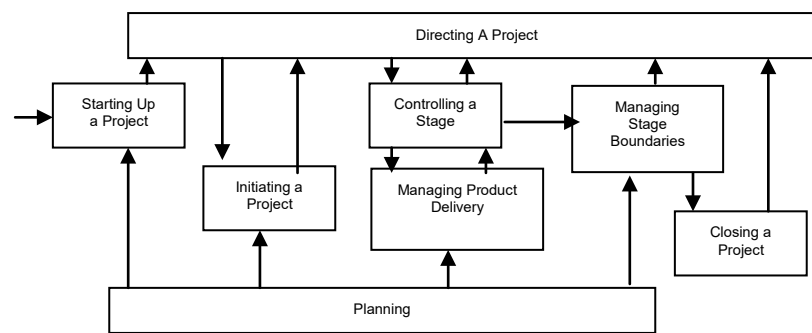 Directing A Project
Starting Up
a Project
Controlling a
Stage
Managing
Stage
Boundaries
Initiating a
Project
Managing Product
Delivery
Closing a
Project
Planning